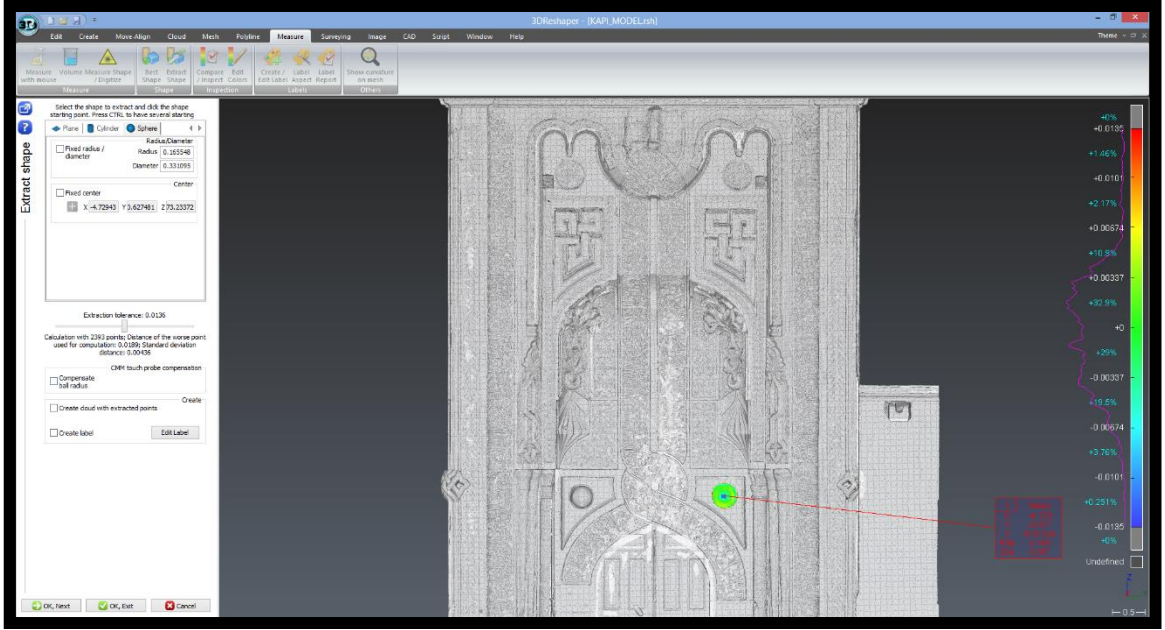 3DReshaper - [KAPI_MODEL.rsh]
Edit Create Move-Align Cloud Mesh Polyline Measure Surveying Image CAD Script Window Help
Theme
Measure with mouse
Volume
Measure Shape / Digitize
Best Shape
Extract Shape
Compare / Inspect
Edit Colors
Create / Edit Label
Label Aspect
Label Report
Show curvature on mesh
Measure Shape Inspection Labels Others
Select the shape to extract and click the shape
starting point. Press CTRL to have several starting
Extract shape
Plane Cylinder Sphere
Radius/Diameter
Fixed radius / diameter
Radius 0.165548
Diameter 0.331095
Center
Fixed center
X -4.72943 Y 3.627481 Z 73.23372
Extraction tolerance: 0.0136
Calculation with 2393 points; Distance of the worse point
used for computation: 0.0189; Standard deviation
distance: 0.00436
CMM touch probe compensation
Compensate
ball radius
Create
Create cloud with extracted points
Create label
Edit Label
OK, Next OK, Exit Cancel
+0%
+0.0135
+1.46%
+0.0101
+2.17%
+0.00674
+10.9%
+0.00337
+32.9%
+0
+29%
-0.00337
+19.5%
-0.00674
+3.76%
-0.0101
+0.251%
-0.0135
+0%
Undefined
Z
0.5